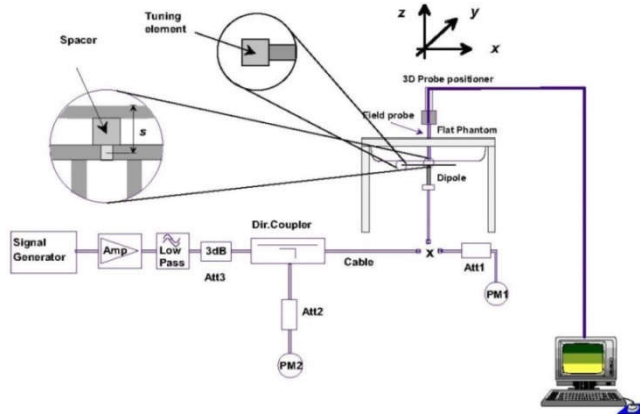 Tuning
element
Spacer
s
z
y
x
3D Probe positioner
Field probe
Flat Phantom
Dipole
Signal
Generator
Amp
Low
Pass
3dB
Att3
Dir.Coupler
Cable
X
Att1
PM1
Att2
PM2